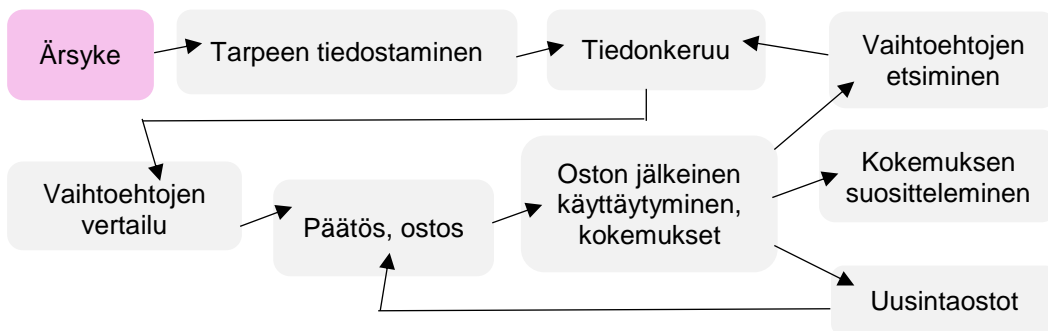 Ärsyke
Tarpeen tiedostaminen
Tiedonkeruu
Vaihtoehtojen
etsiminen
Vaihtoehtojen
vertailu
Päätös, ostos
Oston jälkeinen
käyttäytyminen,
kokemukset
Kokemuksen
suositteleminen
Uusintaostot